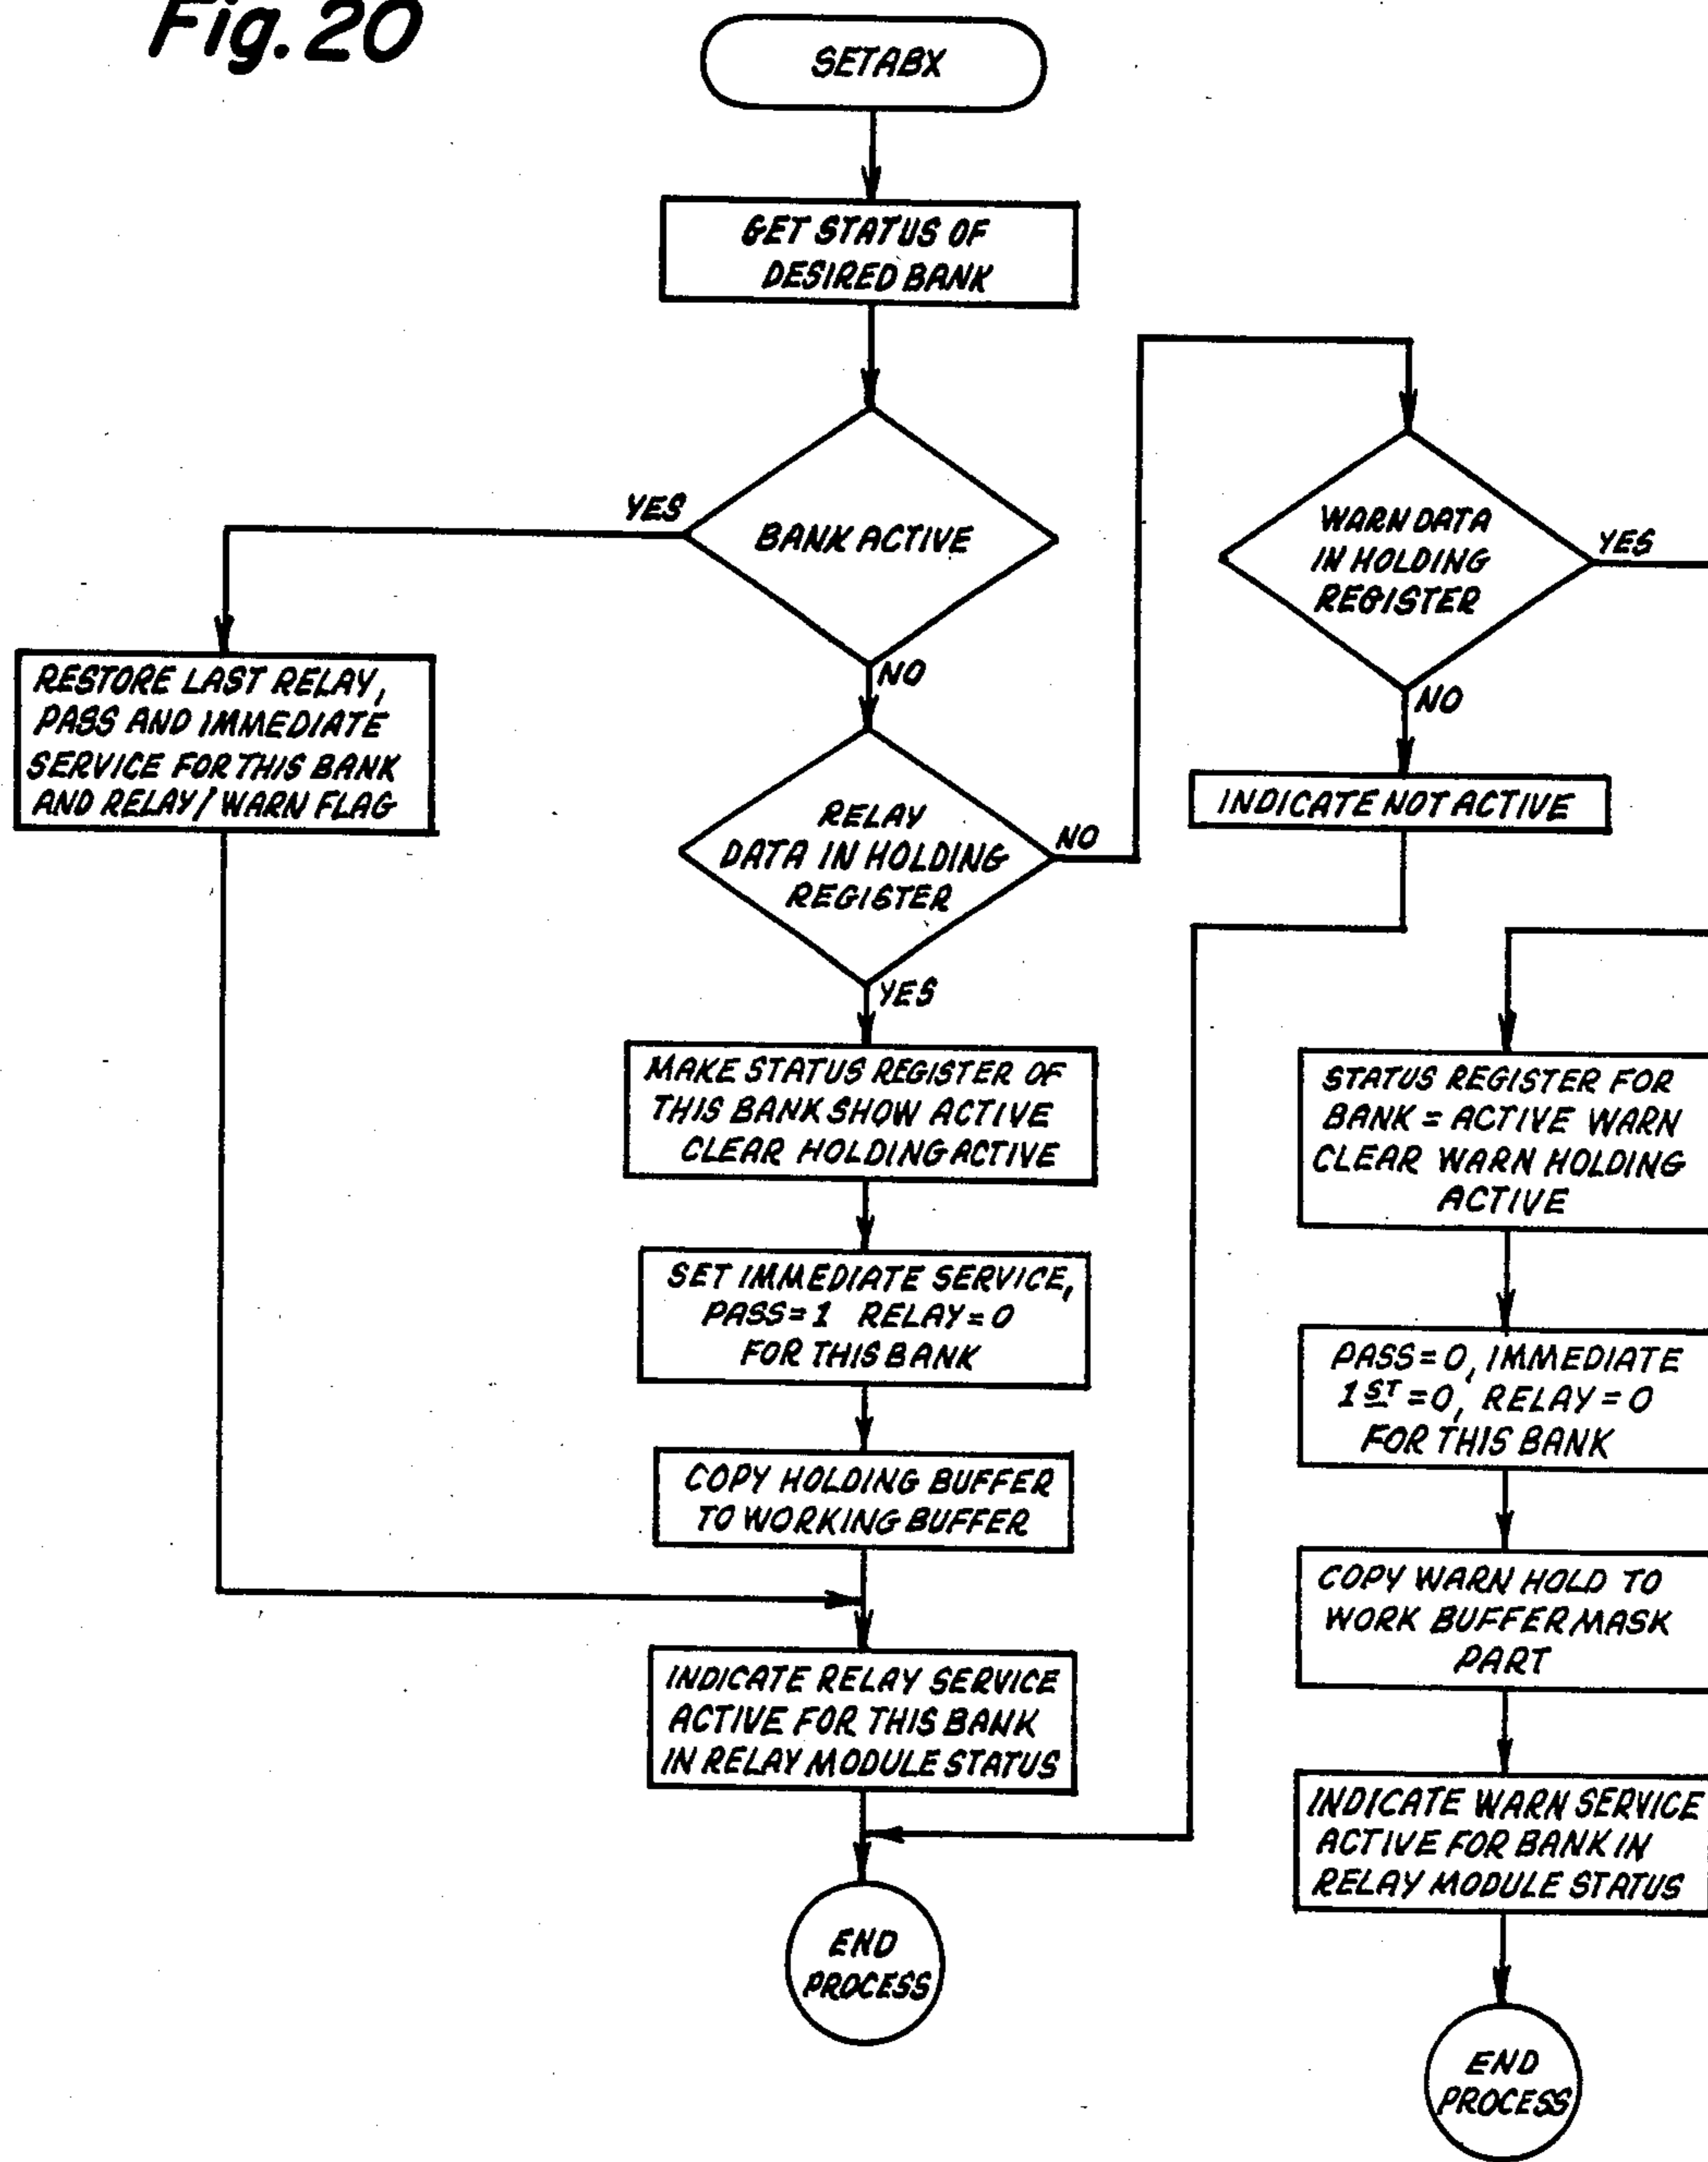 Fig. 20
SETABX
GET STATUS OF
DESIRED BANK
BANK ACTIVE
YES
NO
RESTORE LAST RELAY,
PASS AND IMMEDIATE
SERVICE FOR THIS BANK
AND RELAY / WARN FLAG
RELAY
DATA IN HOLDING
REGISTER
NO
YES
MAKE STATUS REGISTER OF
THIS BANK SHOW ACTIVE
CLEAR HOLDING ACTIVE
SET IMMEDIATE SERVICE,
PASS=1 RELAY=0
FOR THIS BANK
COPY HOLDING BUFFER
TO WORKING BUFFER
INDICATE RELAY SERVICE
ACTIVE FOR THIS BANK
IN RELAY MODULE STATUS
END
PROCESS
WARN DATA
IN HOLDING
REGISTER
YES
NO
INDICATE NOT ACTIVE
STATUS REGISTER FOR
BANK = ACTIVE WARN
CLEAR WARN HOLDING
ACTIVE
PASS=0, IMMEDIATE
1ST=0, RELAY=0
FOR THIS BANK
COPY WARN HOLD TO
WORK BUFFER MASK
PART
INDICATE WARN SERVICE
ACTIVE FOR BANK IN
RELAY MODULE STATUS
END
PROCESS